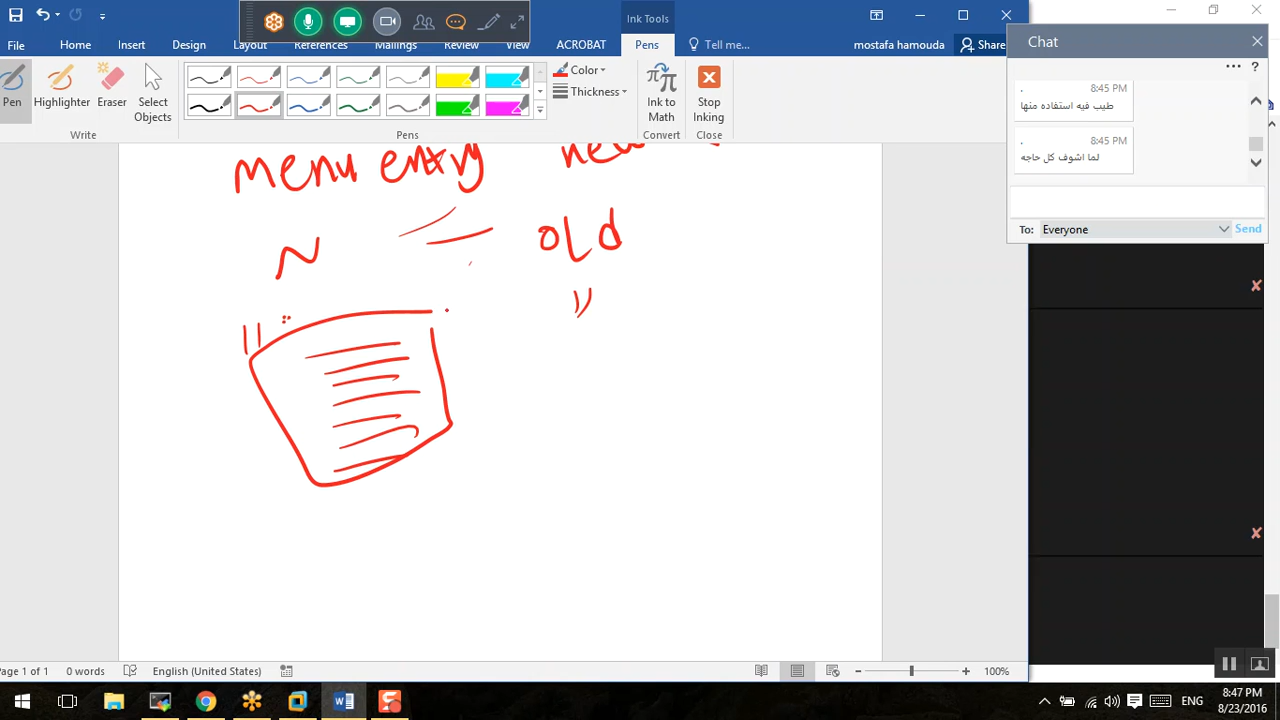 Ink Tools
File
Home
Insert
Design
Layout
References
Mailings
Review
View
ACROBAT
Pens
Tell me...
mostafa hamouda
Share
Pen
Highlighter
Eraser
Select Objects
Color
Thickness
Ink to Math
Stop Inking
Write
Pens
Convert
Close
Chat
. 8:45 PM
طيب فيه استفاده منها
. 8:45 PM
لما اشوف كل حاجه
To: Everyone
Send
menu entry
N
old
Page 1 of 1
0 words
English (United States)
100%
ENG
8:47 PM
8/23/2016